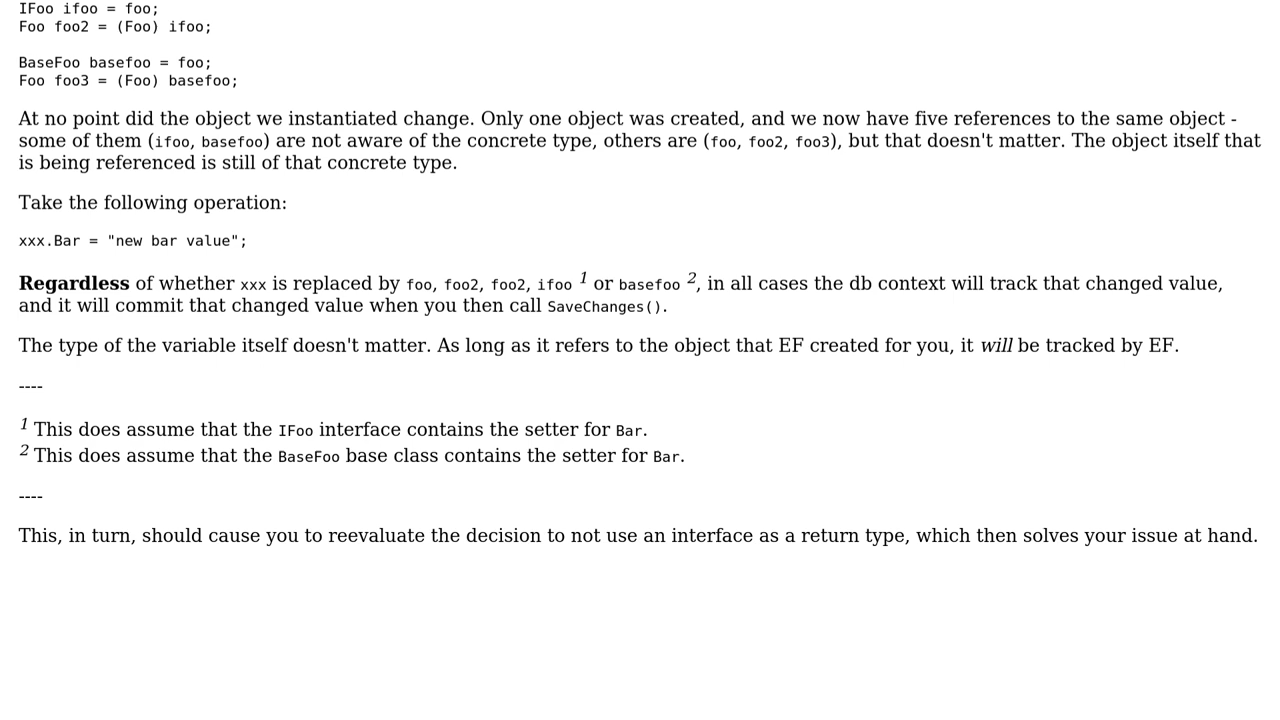 IFoo ifoo = foo;
Foo foo2 = (Foo) ifoo;
BaseFoo basefoo = foo;
Foo foo3 = (Foo) basefoo;
At no point did the object we instantiated change. Only one object was created, and we now have five references to the same object -
some of them (ifoo, basefoo) are not aware of the concrete type, others are (foo, foo2, foo3), but that doesn't matter. The object itself that
is being referenced is still of that concrete type.
Take the following operation:
xxx.Bar = "new bar value";
Regardless of whether xxx is replaced by foo, foo2, foo2, ifoo 1 or basefoo 2, in all cases the db context will track that changed value,
and it will commit that changed value when you then call SaveChanges().
The type of the variable itself doesn't matter. As long as it refers to the object that EF created for you, it will be tracked by EF.
----
1 This does assume that the IFoo interface contains the setter for Bar.
2 This does assume that the BaseFoo base class contains the setter for Bar.
----
This, in turn, should cause you to reevaluate the decision to not use an interface as a return type, which then solves your issue at hand.